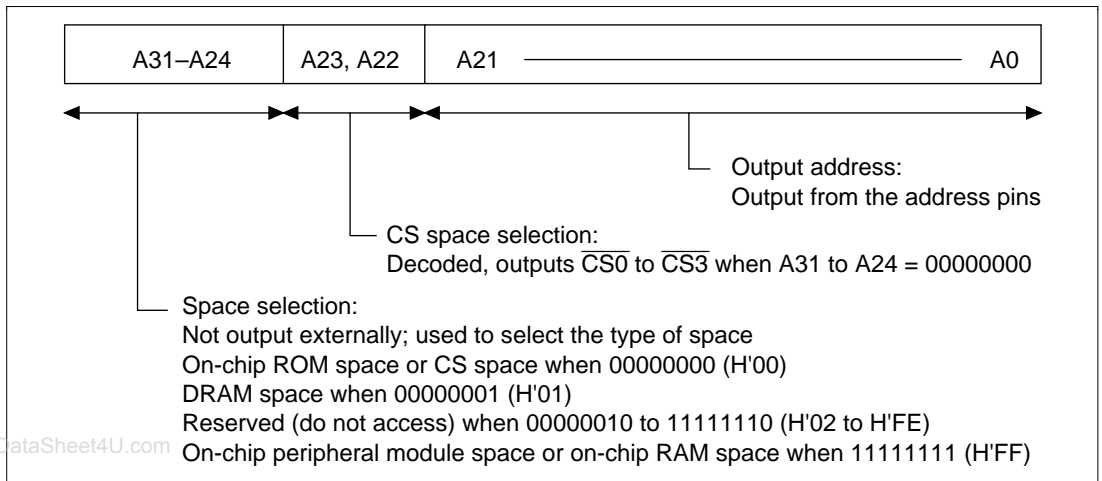 A31–A24 A23, A22 A21 A0
Output address:
Output from the address pins
CS space selection:
Decoded, outputs C̅S̅0̅ to C̅S̅3̅ when A31 to A24 = 00000000
Space selection:
Not output externally; used to select the type of space
On-chip ROM space or CS space when 00000000 (H'00)
DRAM space when 00000001 (H'01)
Reserved (do not access) when 00000010 to 11111110 (H'02 to H'FE)
On-chip peripheral module space or on-chip RAM space when 11111111 (H'FF)
DataSheet4U.com